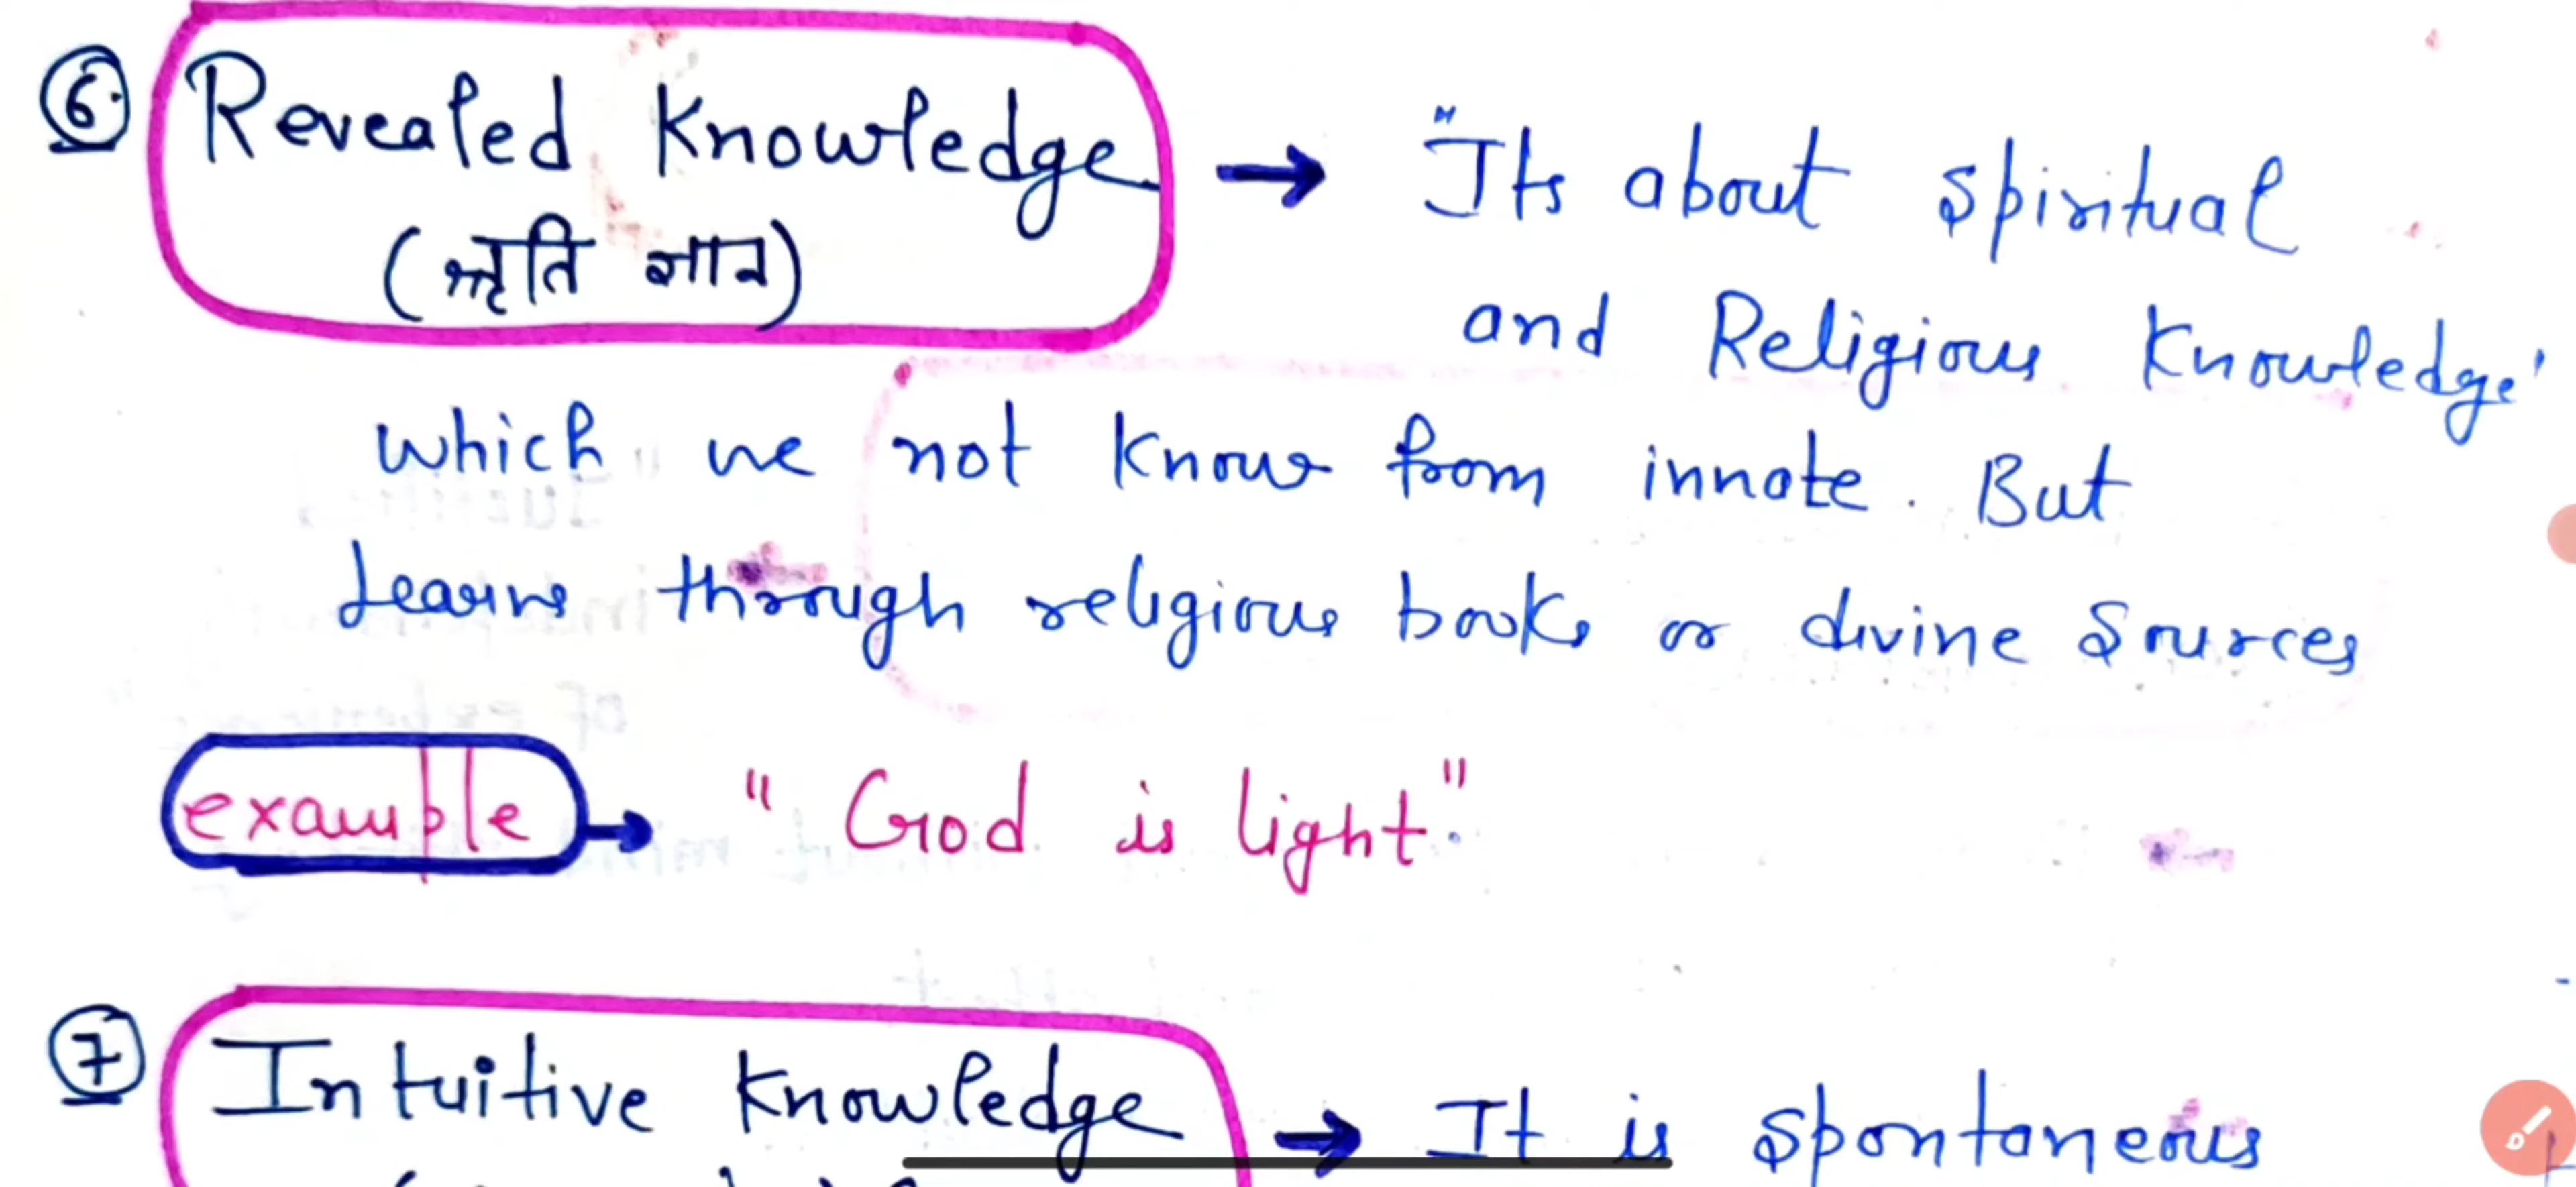 ⑥ Revealed Knowledge → "Its about spiritual
(स्मृति ज्ञान)
and Religious Knowledge'
which we not know from innate. But
Learns through religious books or divine sources
example → "God is light."
⑦ Intuitive Knowledge → It is spontaneous